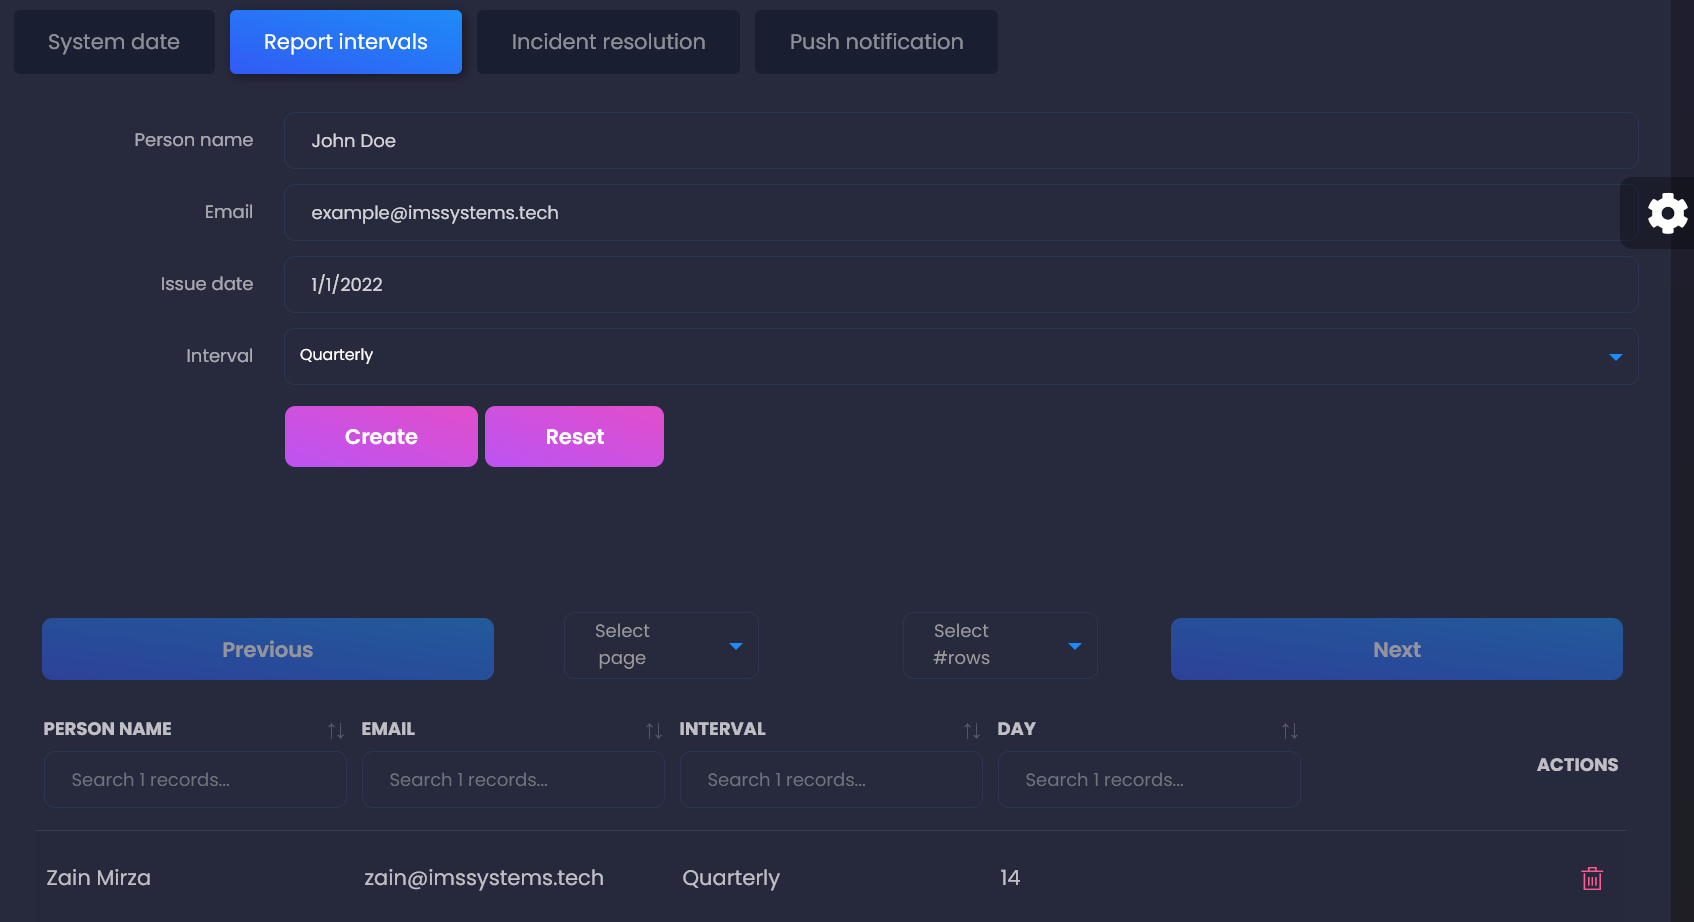 System date
Report intervals
Incident resolution
Push notification
Person name
John Doe
Email
example@imssystems.tech
Issue date
1/1/2022
Interval
Quarterly
Create
Reset
Previous
Select
page
Select
#rows
Next
PERSON NAME
EMAIL
INTERVAL
DAY
Search 1 records...
Search 1 records...
Search 1 records...
Search 1 records...
ACTIONS
Zain Mirza
zain@imssystems.tech
Quarterly
14